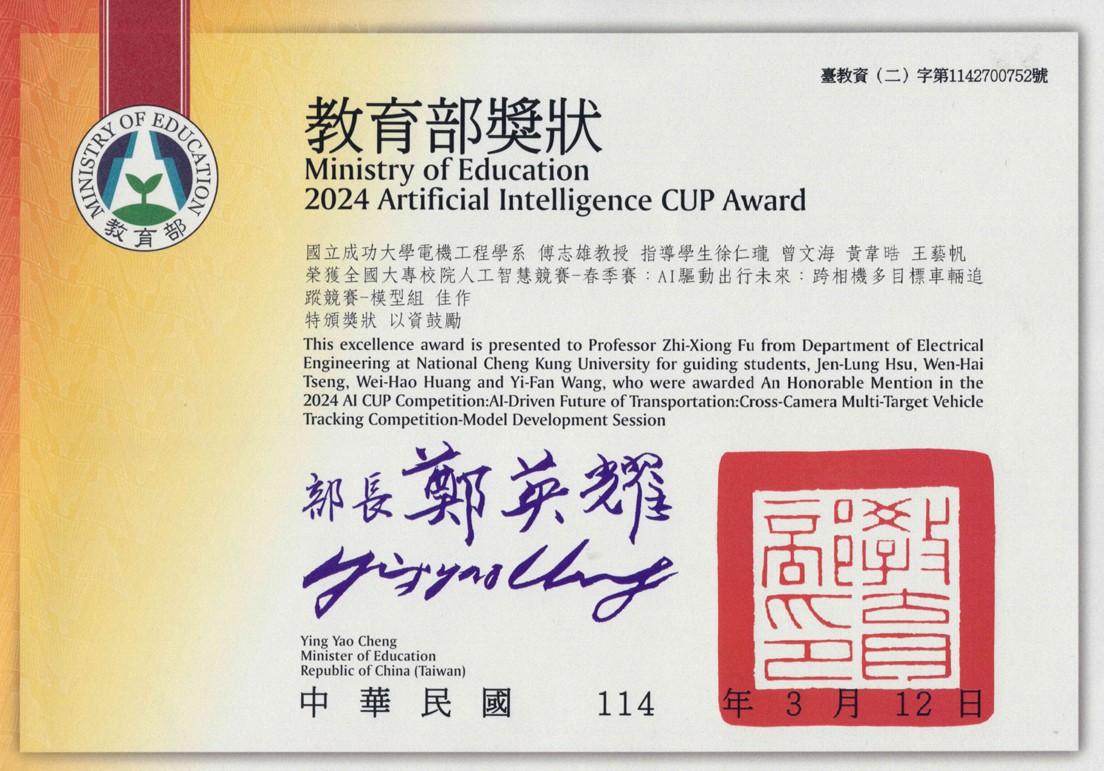 臺教資（二）字第1142700752號
MINISTRY OF EDUCATION
教育部
教育部獎狀
Ministry of Education
2024 Artificial Intelligence CUP Award
國立成功大學電機工程學系 傅志雄教授 指導學生徐仁瓏 曾文海 黃韋晧 王藝帆
榮獲全國大專校院人工智慧競賽-春季賽：AI驅動出行未來：跨相機多目標車輛追
蹤競賽-模型組 佳作
特頒獎狀 以資鼓勵
This excellence award is presented to Professor Zhi-Xiong Fu from Department of Electrical
Engineering at National Cheng Kung University for guiding students, Jen-Lung Hsu, Wen-Hai
Tseng, Wei-Hao Huang and Yi-Fan Wang, who were awarded An Honorable Mention in the
2024 AI CUP Competition:AI-Driven Future of Transportation:Cross-Camera Multi-Target Vehicle
Tracking Competition-Model Development Session
部長 鄭英耀
Yingyao Cheng
Ying Yao Cheng
Minister of Education
Republic of China (Taiwan)
教育部印
中華民國 114 年 3 月 12 日